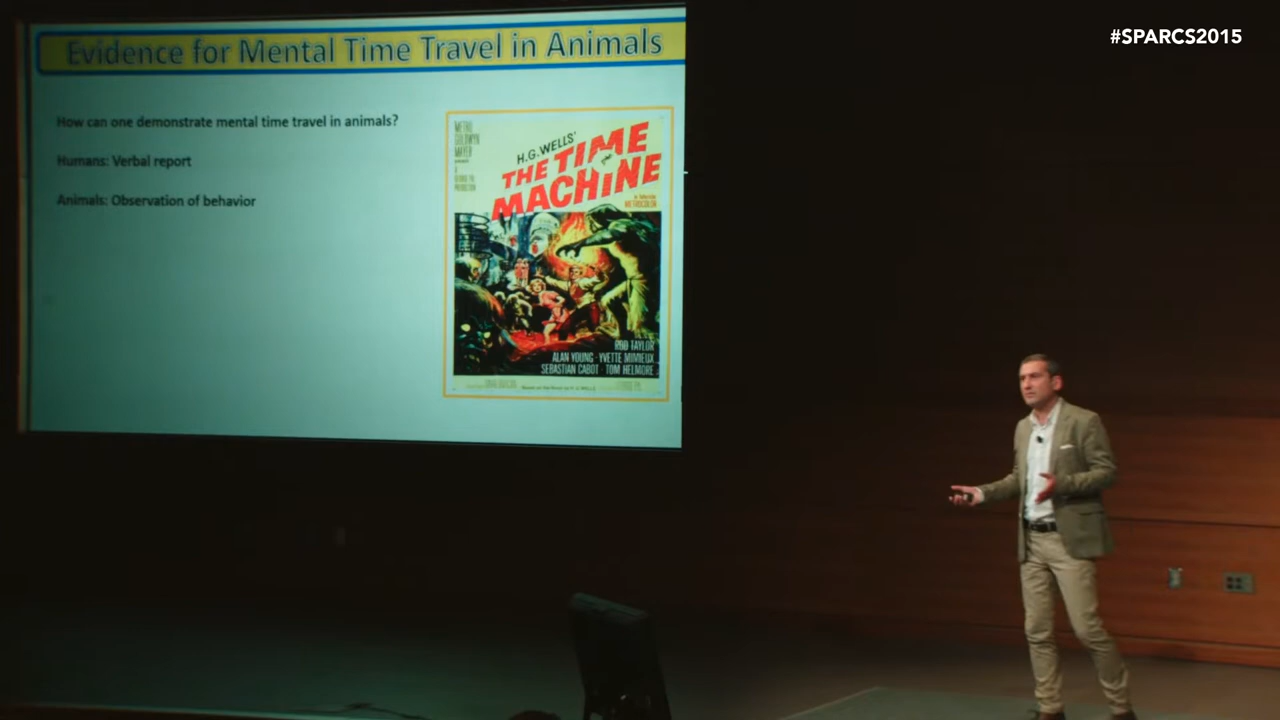 #SPARCS2015
Evidence for Mental Time Travel in Animals
How can one demonstrate mental time travel in animals?
Humans: Verbal report
Animals: Observation of behavior
METRO
GOLDWYN
MAYER
H.G. WELLS'
THE TIME
MACHINE
METROCOLOR
ROD TAYLOR
ALAN YOUNG · YVETTE MIMIEUX
SEBASTIAN CABOT TOM HELMORE